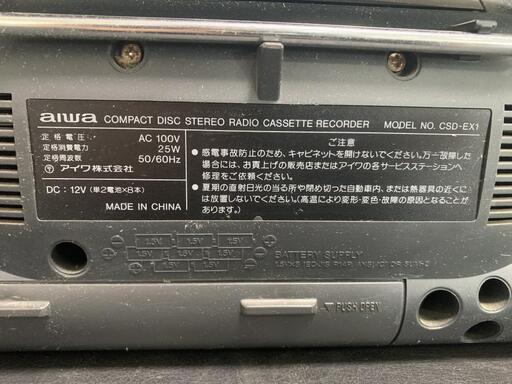 aiwa COMPACT DISC STEREO RADIO CASSETTE RECORDER MODEL NO. CSD-EX1
定格電圧 AC 100V
定格消費電力 25W
定格周波数 50/60Hz
アイワ株式会社
DC : 12V (単2電池×8本)
MADE IN CHINA
ご注意
● 感電事故防止のため、キャビネットを開けないでください。万一故障した
場合には、お買上げの販売店またはアイワの各サービスステーションへ
修理をご依頼ください。
● 夏期の直射日光の当る所や閉め切った自動車内、または熱器具の近くに
は放置しないでください。(高温により変形・変色・故障の原因となることが
あります。)
1.5V 1.5V 1.5V
1.5V 1.5V
1.5V 1.5V 1.5V
BATTERY SUPPLY
PUSH OPEN